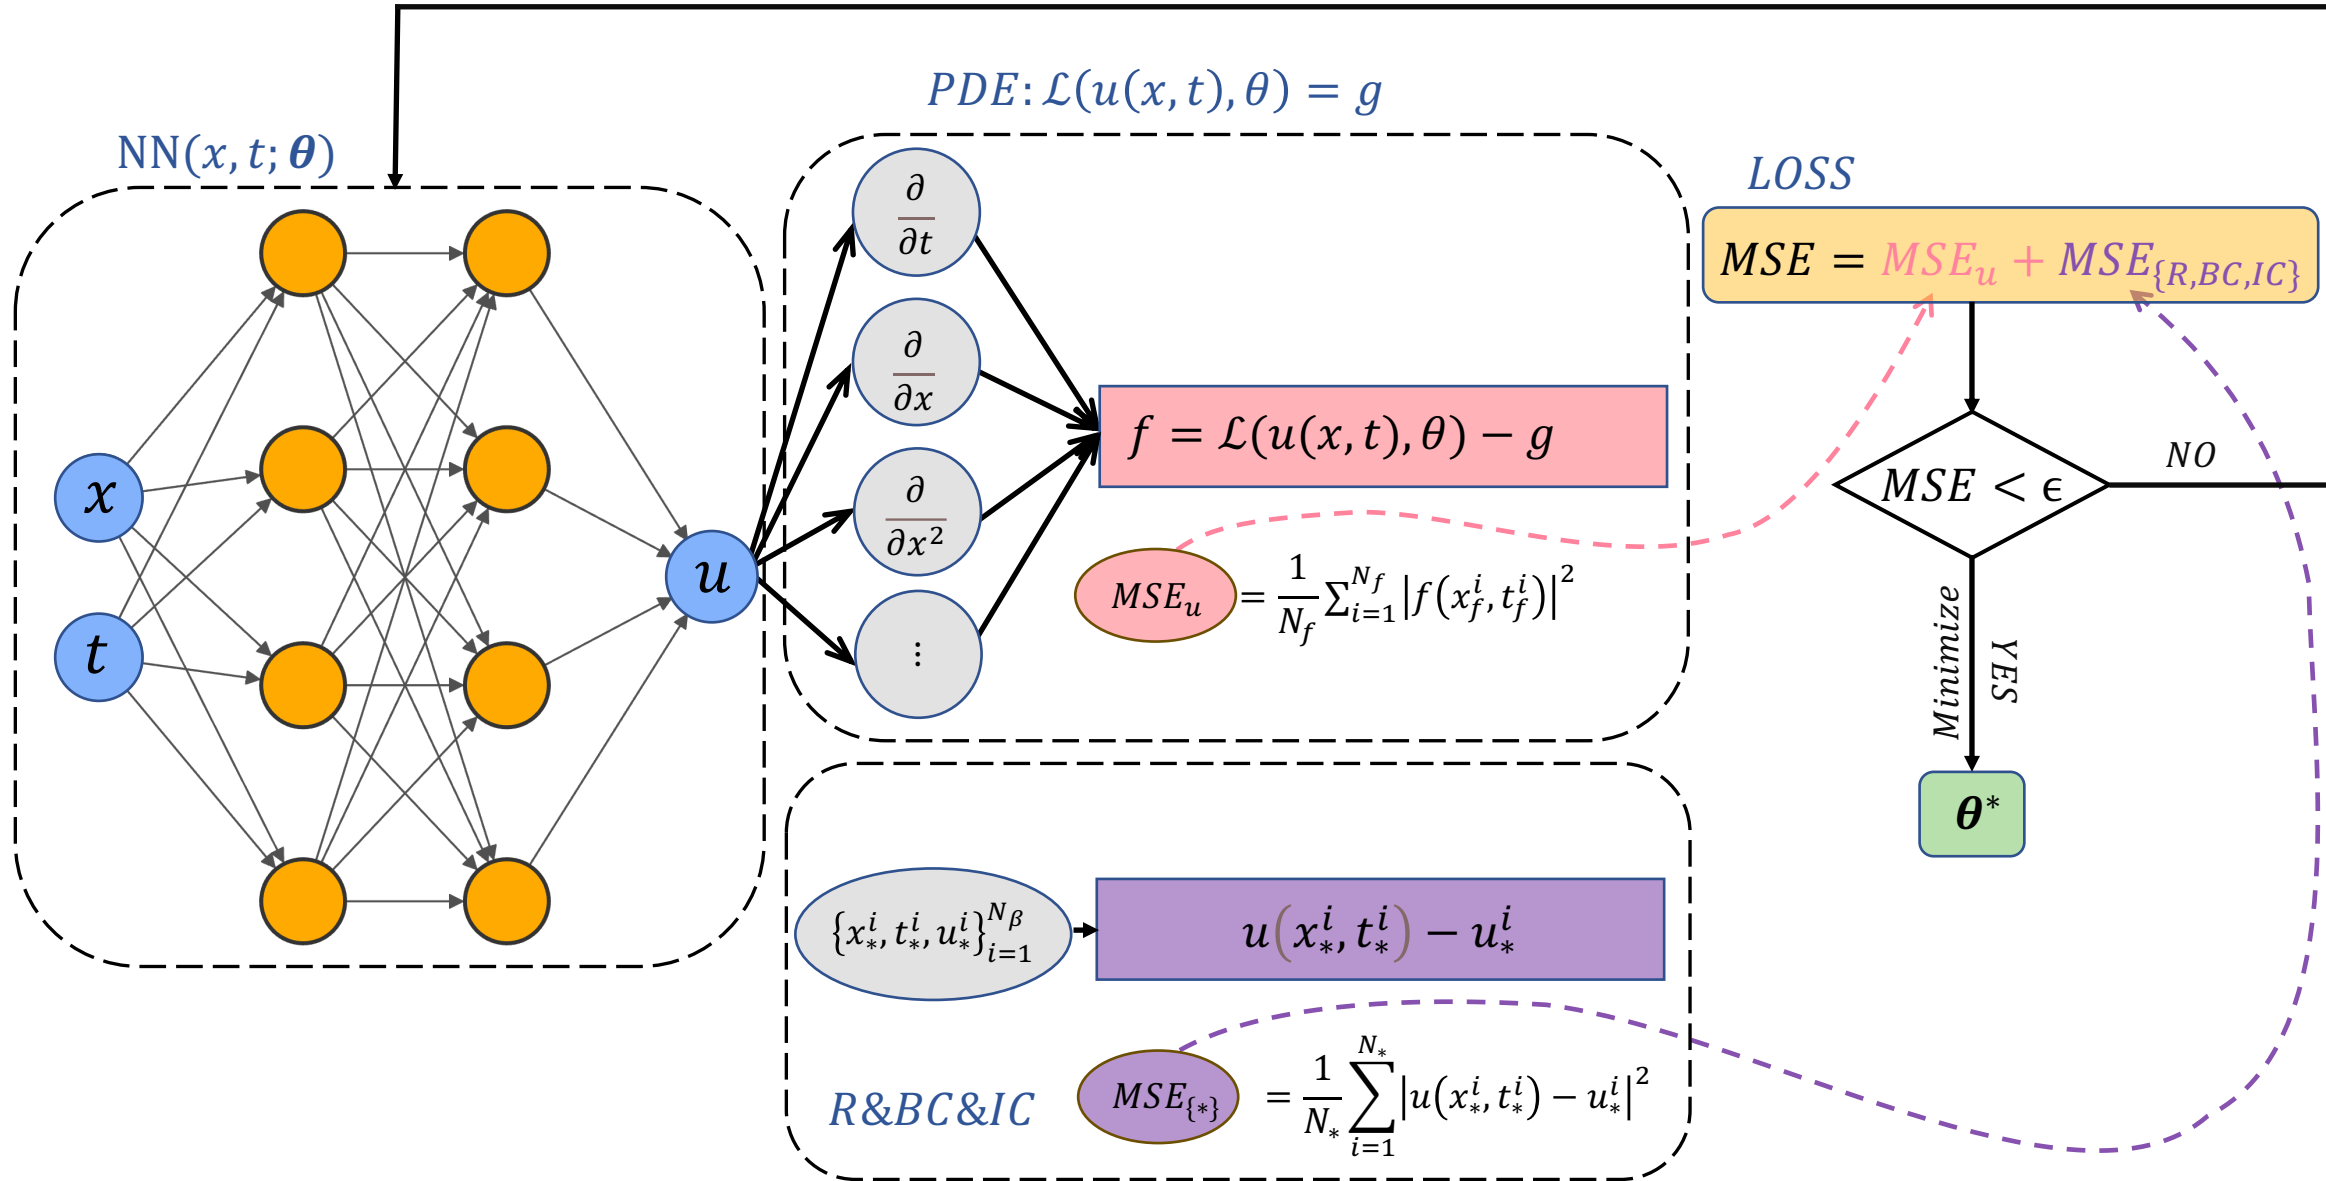 NN(x, t; θ)
x
t
u
PDE: ℒ(u(x, t), θ) = g
∂/∂t
∂/∂x
∂/∂x²
⋮
f = ℒ(u(x, t), θ) − g
MSE_u = 1/N_f ∑_{i=1}^{N_f} |f(x_f^i, t_f^i)|²
{x_*^i, t_*^i, u_*^i}_{i=1}^{N_β}
u(x_*^i, t_*^i) − u_*^i
R&BC&IC
MSE_{*} = 1/N_* ∑_{i=1}^{N_*} |u(x_*^i, t_*^i) − u_*^i|²
LOSS
MSE = MSE_u + MSE_{R,BC,IC}
MSE < ϵ
NO
Minimize
YES
θ*